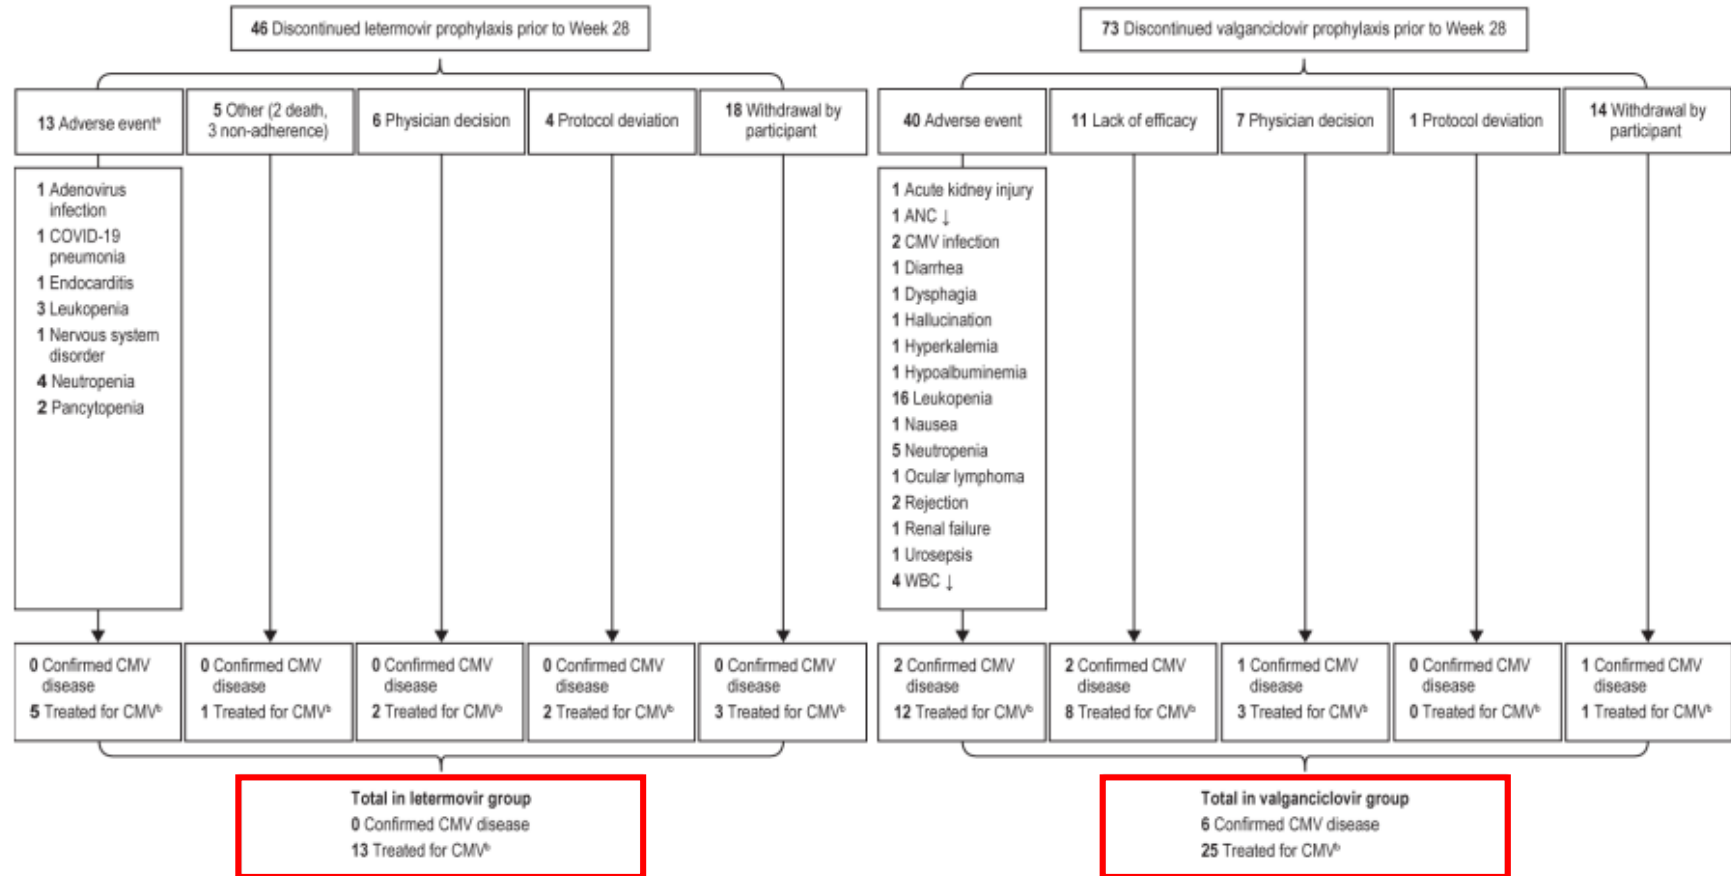 46 Discontinued letermovir prophylaxis prior to Week 28
13 Adverse eventᵃ
5 Other (2 death,
3 non-adherence)
6 Physician decision
4 Protocol deviation
18 Withdrawal by
participant
1 Adenovirus
infection
1 COVID-19
pneumonia
1 Endocarditis
3 Leukopenia
1 Nervous system
disorder
4 Neutropenia
2 Pancytopenia
0 Confirmed CMV
disease
5 Treated for CMVᵇ
0 Confirmed CMV
disease
1 Treated for CMVᵇ
0 Confirmed CMV
disease
2 Treated for CMVᵇ
0 Confirmed CMV
disease
2 Treated for CMVᵇ
0 Confirmed CMV
disease
3 Treated for CMVᵇ
Total in letermovir group
0 Confirmed CMV disease
13 Treated for CMVᵇ
73 Discontinued valganciclovir prophylaxis prior to Week 28
40 Adverse event
11 Lack of efficacy
7 Physician decision
1 Protocol deviation
14 Withdrawal by
participant
1 Acute kidney injury
1 ANC ↓
2 CMV infection
1 Diarrhea
1 Dysphagia
1 Hallucination
1 Hyperkalemia
1 Hypoalbuminemia
16 Leukopenia
1 Nausea
5 Neutropenia
1 Ocular lymphoma
2 Rejection
1 Renal failure
1 Urosepsis
4 WBC ↓
2 Confirmed CMV
disease
12 Treated for CMVᵇ
2 Confirmed CMV
disease
8 Treated for CMVᵇ
1 Confirmed CMV
disease
3 Treated for CMVᵇ
0 Confirmed CMV
disease
0 Treated for CMVᵇ
1 Confirmed CMV
disease
1 Treated for CMVᵇ
Total in valganciclovir group
6 Confirmed CMV disease
25 Treated for CMVᵇ